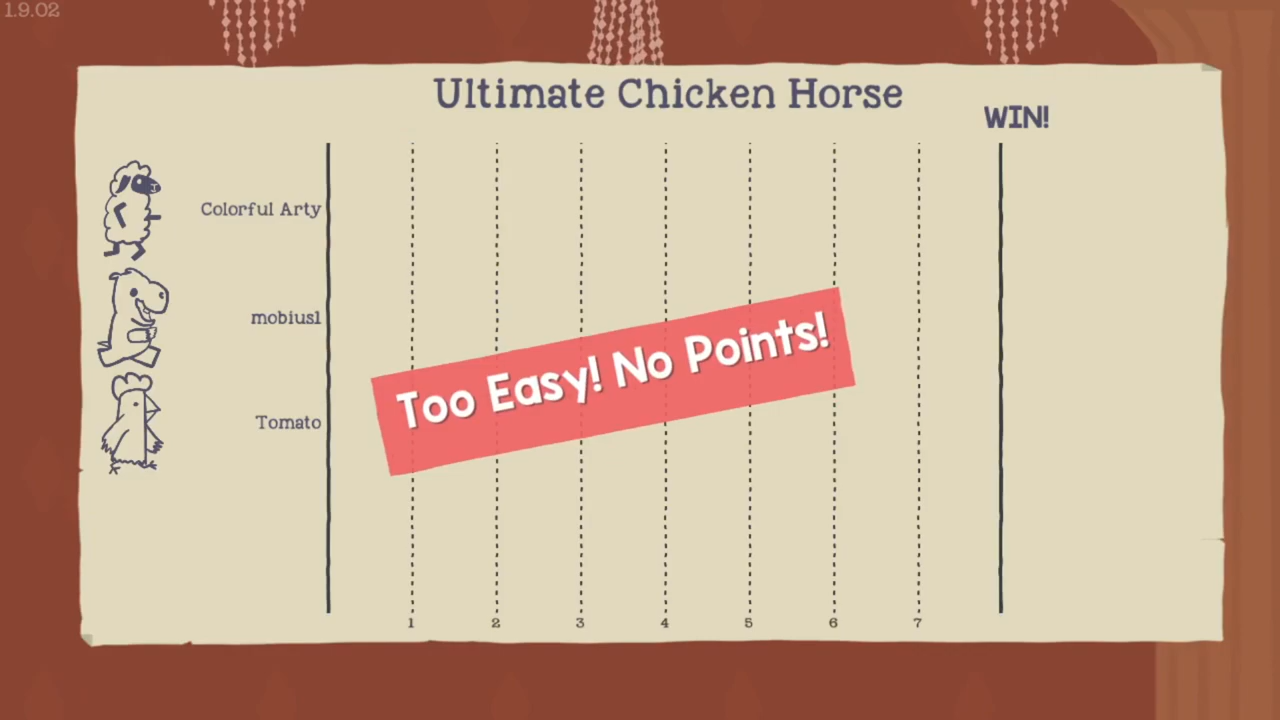 1.9.02
Ultimate Chicken Horse
WIN!
Colorful Arty
mobius1
Tomato
Too Easy! No Points!
1 2 3 4 5 6 7